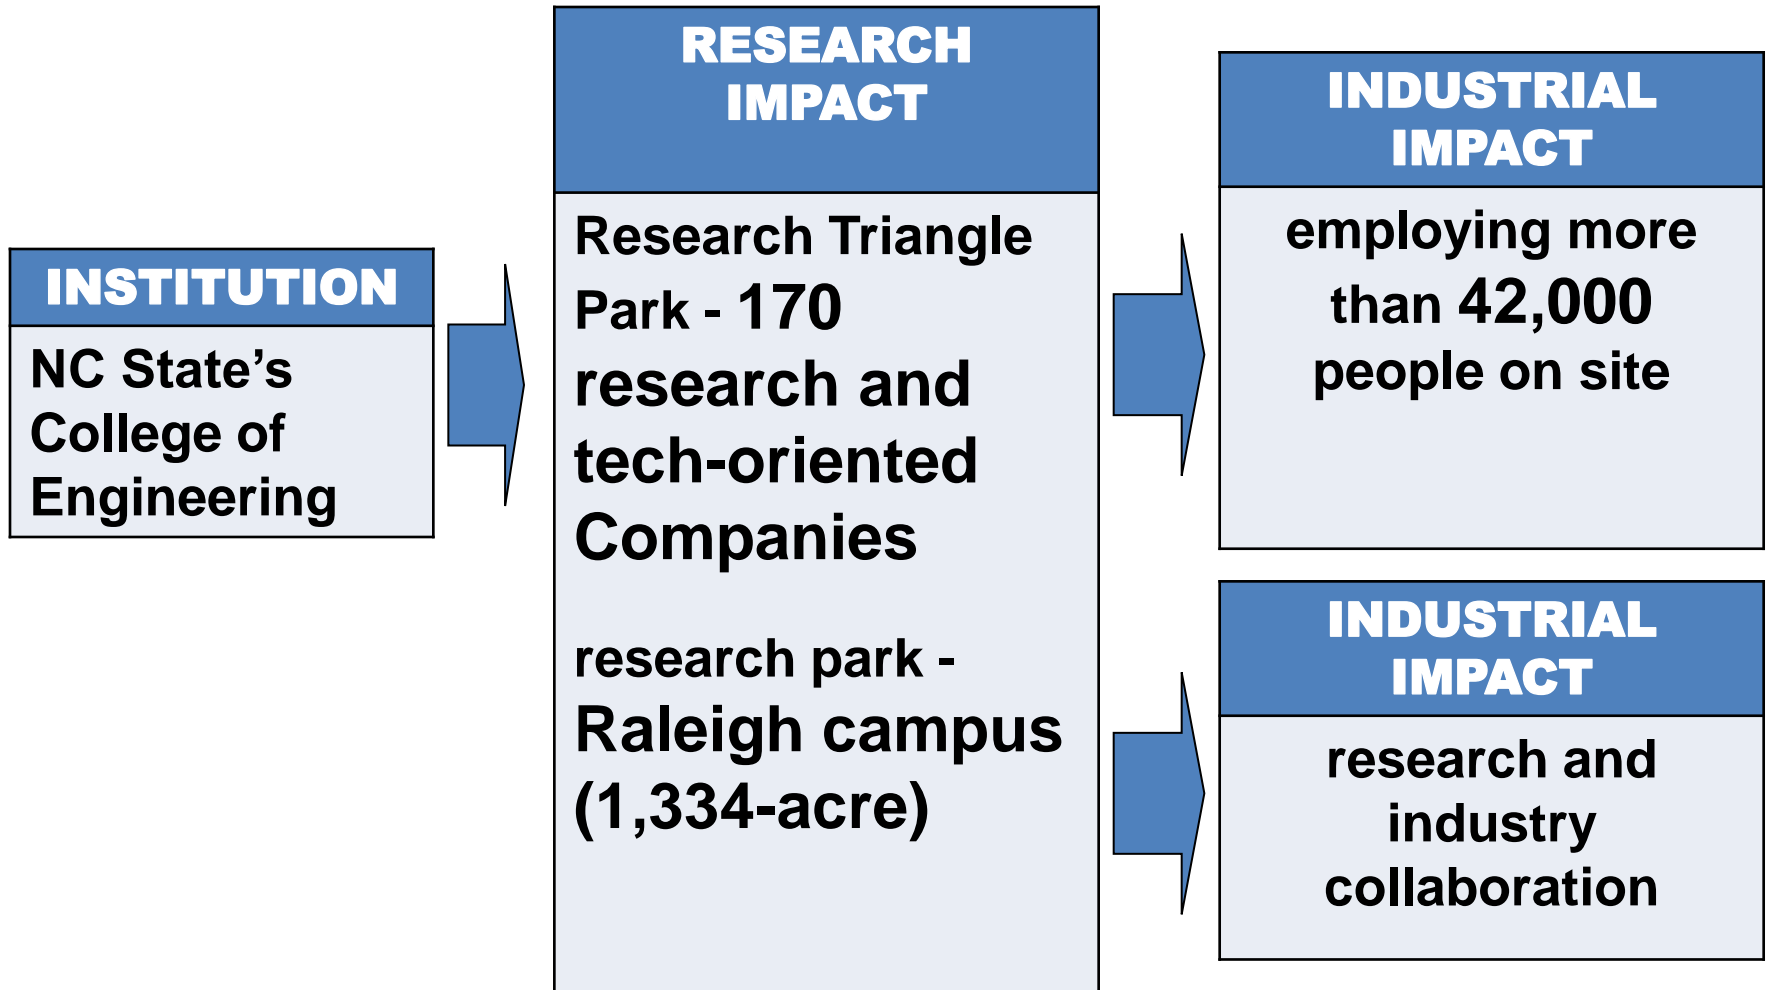 INSTITUTION
NC State’s
College of
Engineering
RESEARCH
IMPACT
Research Triangle
Park - 170
research and
tech-oriented
Companies
research park -
Raleigh campus
(1,334-acre)
INDUSTRIAL
IMPACT
employing more
than 42,000
people on site
INDUSTRIAL
IMPACT
research and
industry
collaboration